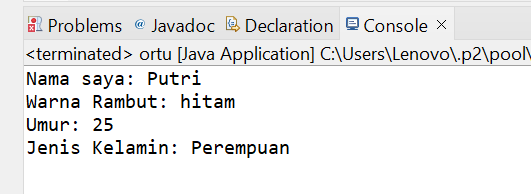 Problems Javadoc Declaration Console
<terminated> ortu [Java Application] C:\Users\Lenovo\.p2\pool\
Nama saya: Putri
Warna Rambut: hitam
Umur: 25
Jenis Kelamin: Perempuan